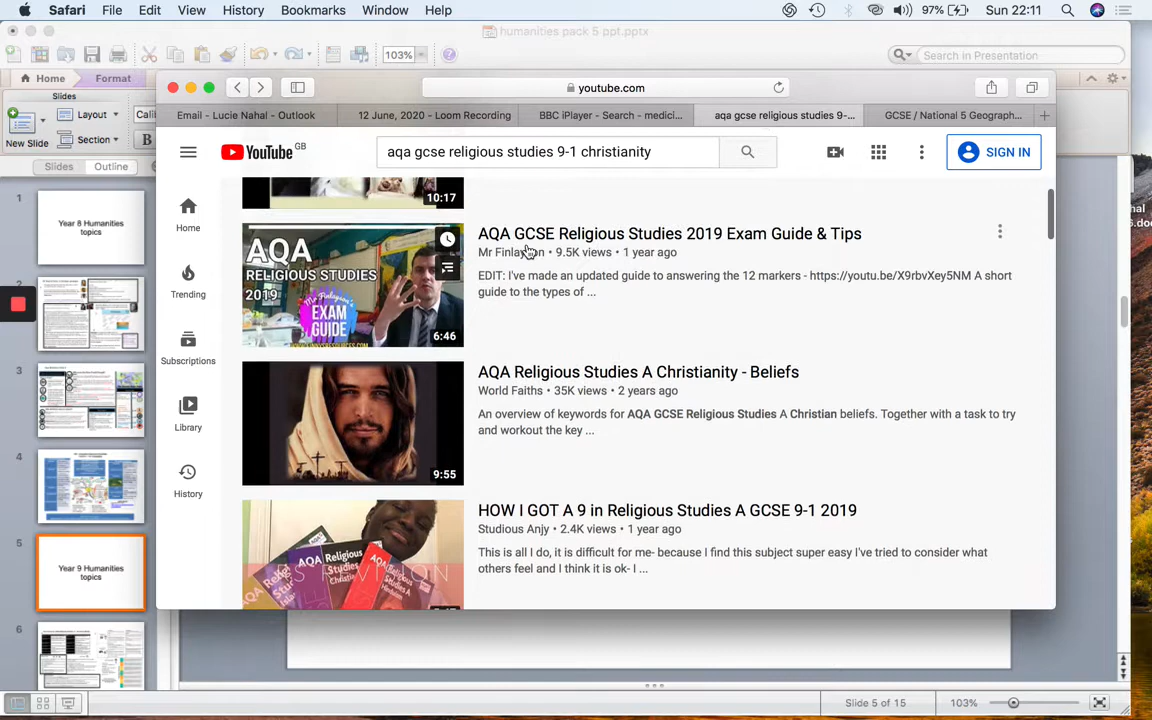 Safari File Edit View History Bookmarks Window Help 97% Sun 22:11
humanities pack 5 ppt.pptx
103% Search in Presentation
Home Format
Slides
New Slide Layout Section Calib B
Slides Outline
youtube.com
Email - Lucie Nahal - Outlook 12 June, 2020 - Loom Recording BBC iPlayer - Search - medici... aqa gcse religious studies 9-... GCSE / National 5 Geograph...
YouTube GB aqa gcse religious studies 9-1 christianity SIGN IN
Home
Trending
Subscriptions
Library
History
10:17
AQA GCSE Religious Studies 2019 Exam Guide & Tips
Mr Finlayson • 9.5K views • 1 year ago
EDIT: I've made an updated guide to answering the 12 markers - https://youtu.be/X9rbvXey5NM A short
guide to the types of ...
AQA
RELIGIOUS STUDIES
2019
Mr Finlayson's
EXAM
GUIDE
6:46
AQA Religious Studies A Christianity - Beliefs
World Faiths • 35K views • 2 years ago
An overview of keywords for AQA GCSE Religious Studies A Christian beliefs. Together with a task to try
and workout the key ...
9:55
HOW I GOT A 9 in Religious Studies A GCSE 9-1 2019
Studious Anjy • 2.4K views • 1 year ago
This is all I do, it is difficult for me- because I find this subject super easy I've tried to consider what
others feel and I think it is ok- I ...
1
Year 8 Humanities
topics
2
3
4
5
Year 9 Humanities
topics
6
Slide 5 of 15 103%